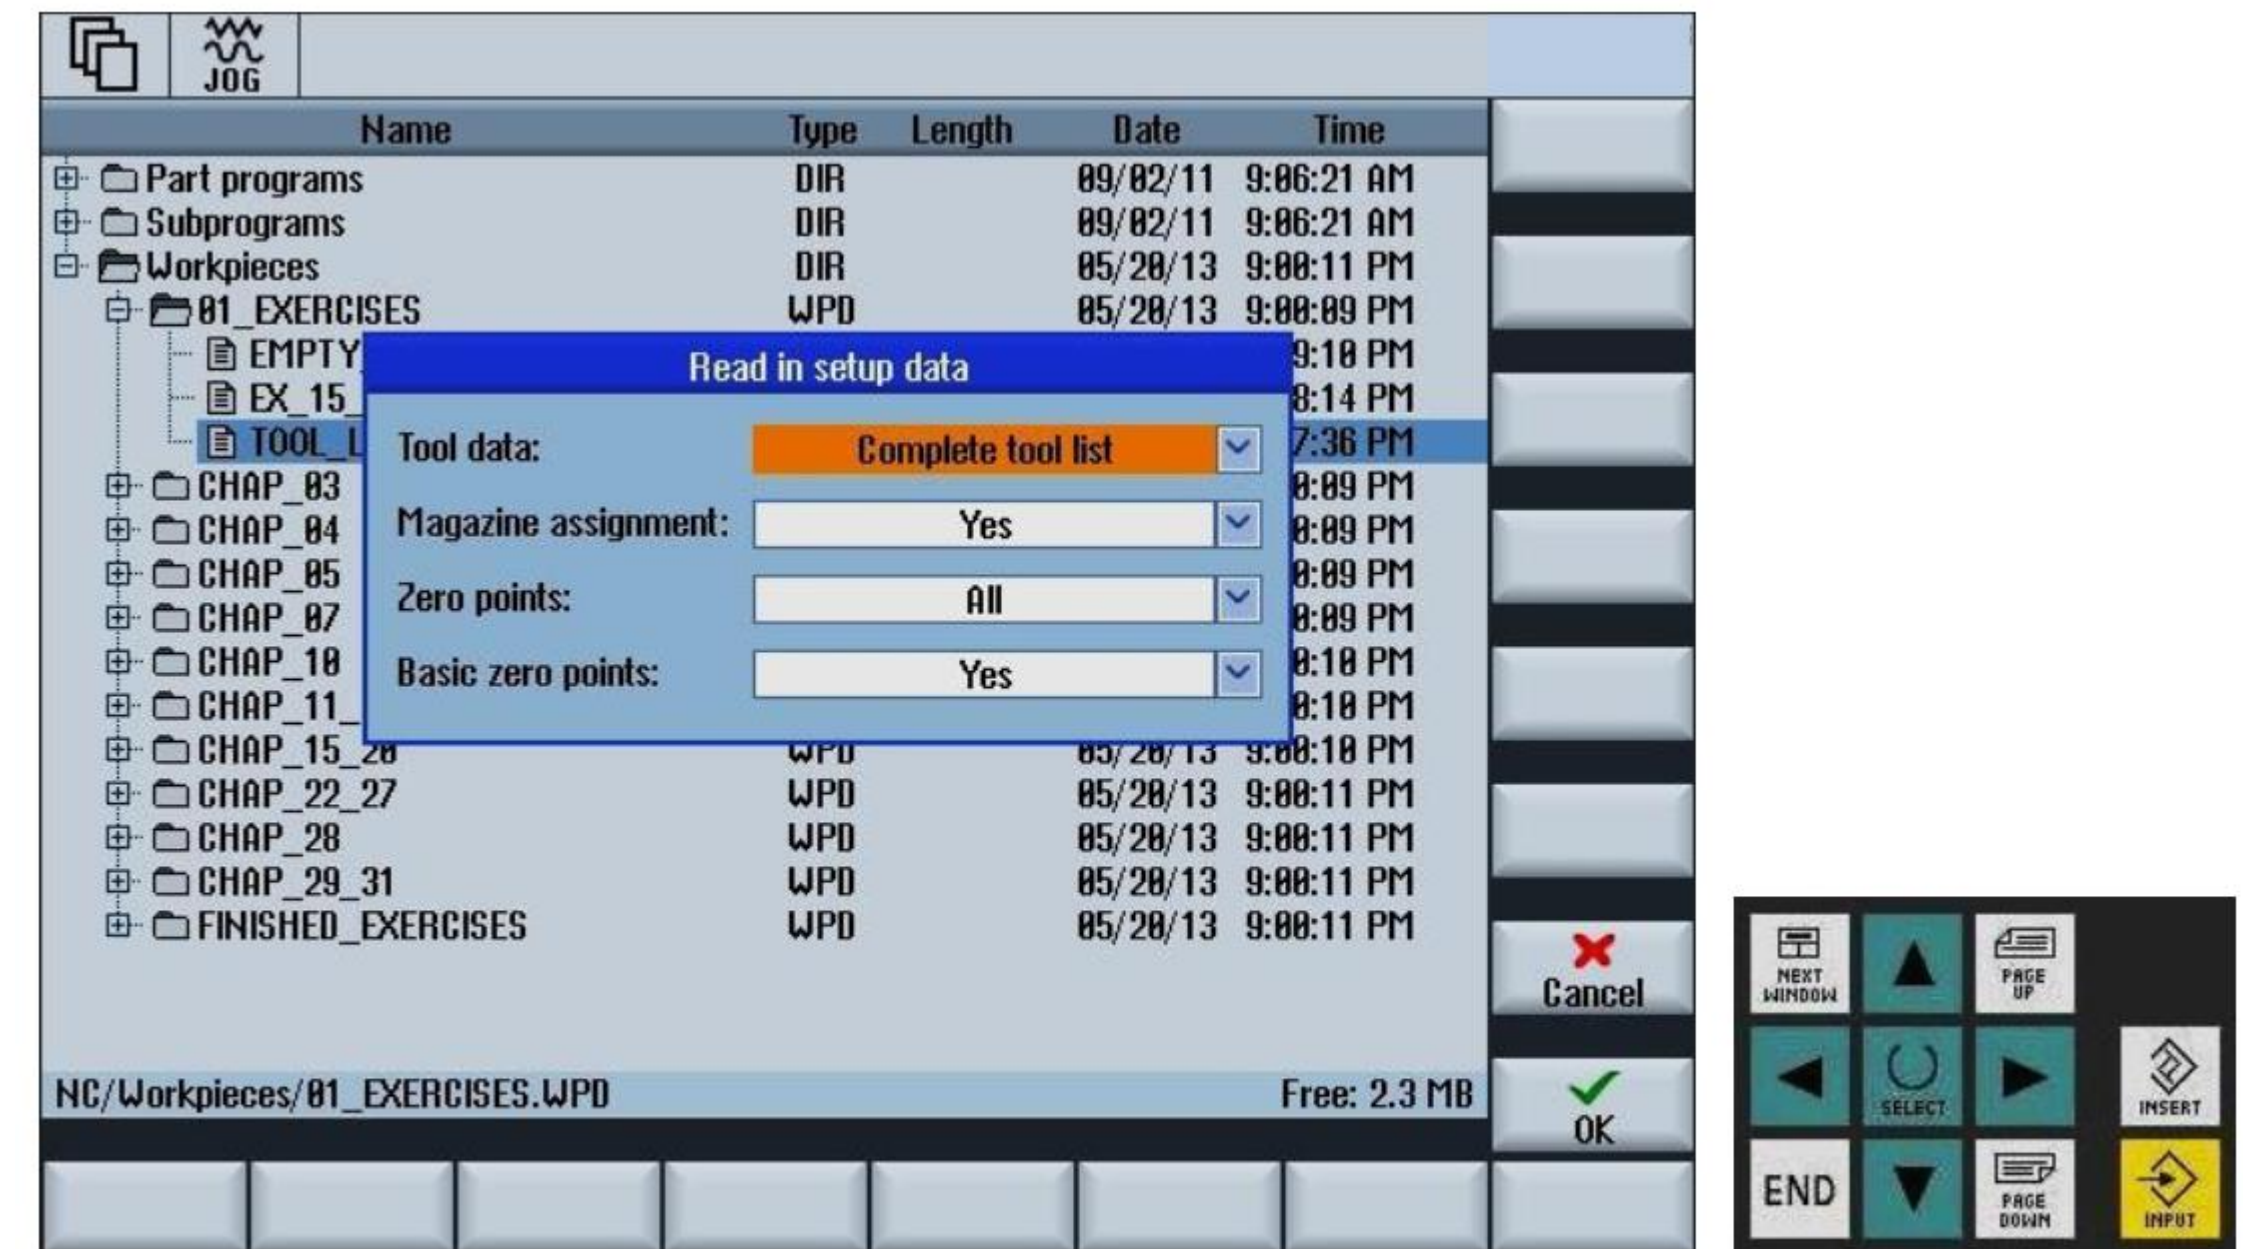 JOG
Name Type Length Date Time
Part programs DIR 09/02/11 9:06:21 AM
Subprograms DIR 09/02/11 9:06:21 AM
Workpieces DIR 05/20/13 9:00:11 PM
01_EXERCISES WPD 05/20/13 9:00:09 PM
EMPTY 9:10 PM
EX_15_ 8:14 PM
TOOL_L 7:36 PM
CHAP_03 0:09 PM
CHAP_04 0:09 PM
CHAP_05 0:09 PM
CHAP_07 0:09 PM
CHAP_10 0:10 PM
CHAP_11_ 0:10 PM
CHAP_15_20 WPD 05/20/13 9:00:10 PM
CHAP_22_27 WPD 05/20/13 9:00:11 PM
CHAP_28 WPD 05/20/13 9:00:11 PM
CHAP_29_31 WPD 05/20/13 9:00:11 PM
FINISHED_EXERCISES WPD 05/20/13 9:00:11 PM
Read in setup data
Tool data: Complete tool list
Magazine assignment: Yes
Zero points: All
Basic zero points: Yes
Cancel
NC/Workpieces/01_EXERCISES.WPD Free: 2.3 MB
OK
NEXT
WINDOW
PAGE
UP
SELECT
INSERT
END
PAGE
DOWN
INPUT